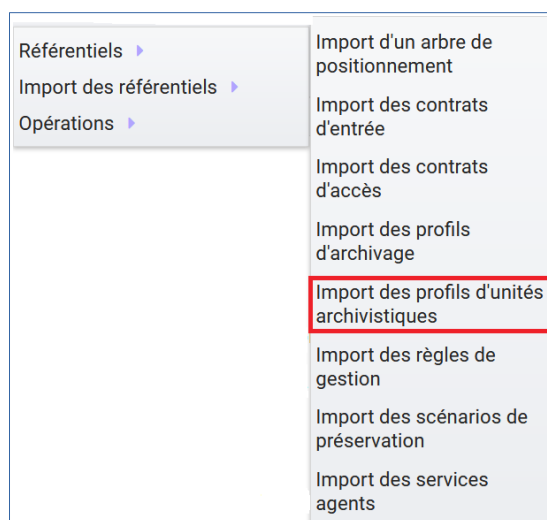 Référentiels
Import des référentiels
Opérations
Import d'un arbre de
positionnement
Import des contrats
d'entrée
Import des contrats
d'accès
Import des profils
d'archivage
Import des profils d'unités
archivistiques
Import des règles de
gestion
Import des scénarios de
préservation
Import des services
agents